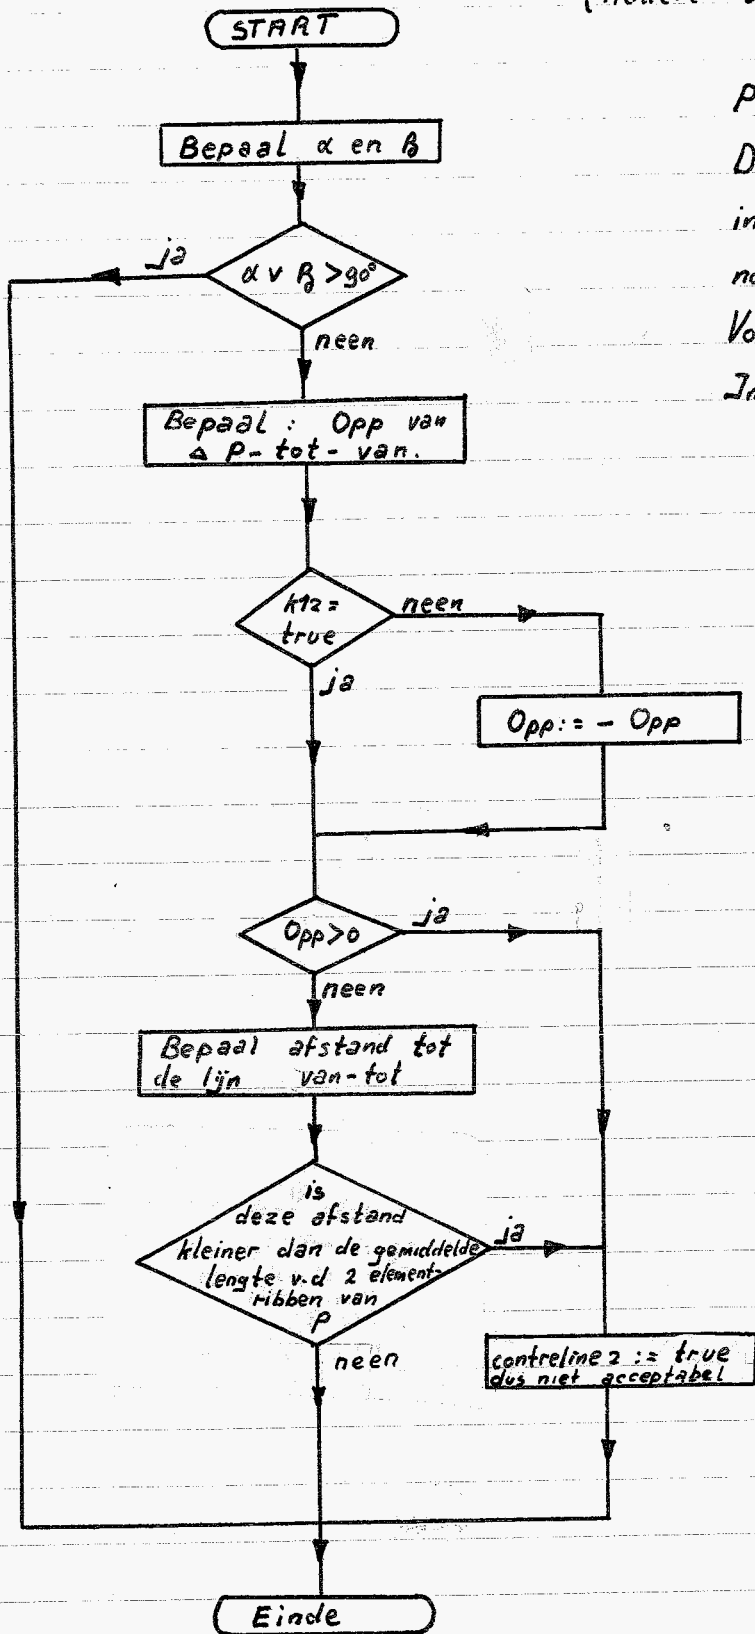 START
Bepaal α en β
α v β > 90°
ja
neen
Bepaal : Opp van
Δ P - tot - van.
k12 =
true
neen
ja
Opp := - Opp
Opp > 0
ja
neen
Bepaal afstand tot
de lijn van - tot
is
deze afstand
kleiner dan de gemiddelde
lengte v.d 2 element-
ribben van
P
ja
neen
contreline 2 := true
dus niet acceptabel
Einde